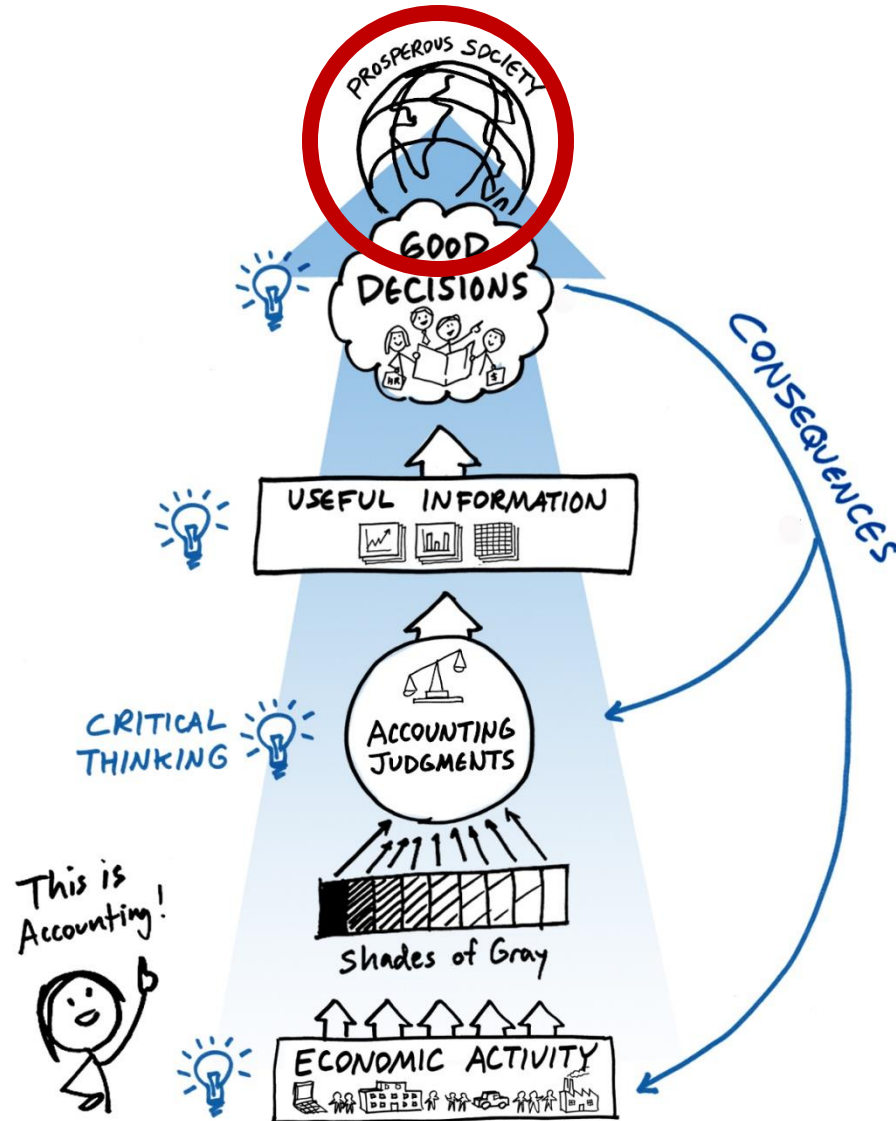 PROSPEROUS SOCIETY
GOOD
DECISIONS
HR
$
CONSEQUENCES
USEFUL INFORMATION
CRITICAL
THINKING
ACCOUNTING
JUDGMENTS
This is
Accounting!
Shades of Gray
ECONOMIC ACTIVITY